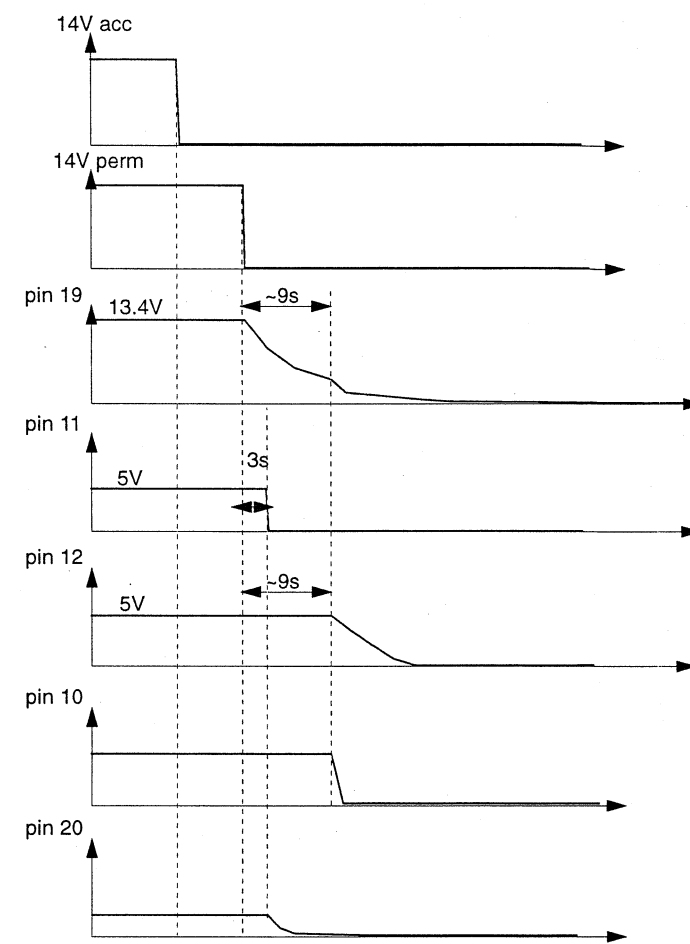 14V acc
14V perm
pin 19
13.4V
~9s
pin 11
5V
3s
pin 12
5V
~9s
pin 10
pin 20